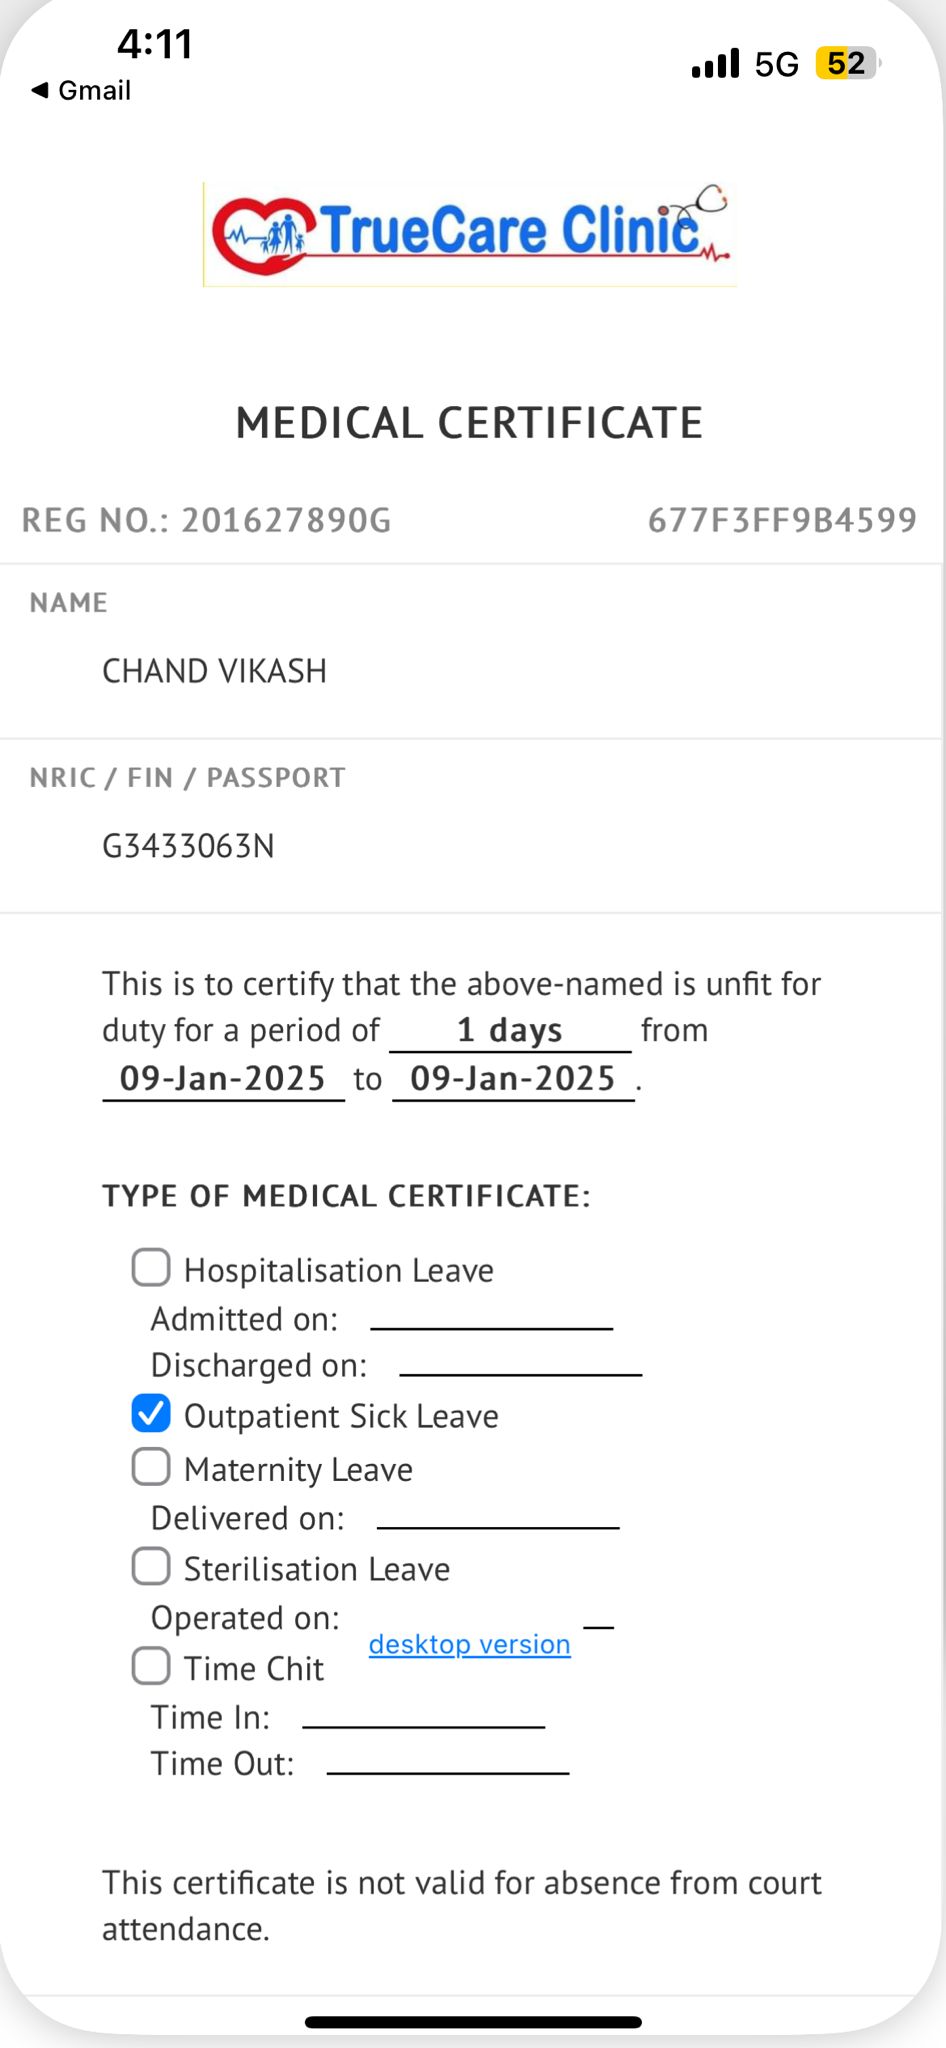 4:11
5G 52
◀ Gmail
TrueCare Clinic
MEDICAL CERTIFICATE
REG NO.: 201627890G 677F3FF9B4599
NAME
CHAND VIKASH
NRIC / FIN / PASSPORT
G3433063N
This is to certify that the above-named is unfit for
duty for a period of 1 days from
09-Jan-2025 to 09-Jan-2025 .
TYPE OF MEDICAL CERTIFICATE:
Hospitalisation Leave
Admitted on:
Discharged on:
Outpatient Sick Leave
Maternity Leave
Delivered on:
Sterilisation Leave
Operated on:
desktop version
Time Chit
Time In:
Time Out:
This certificate is not valid for absence from court
attendance.